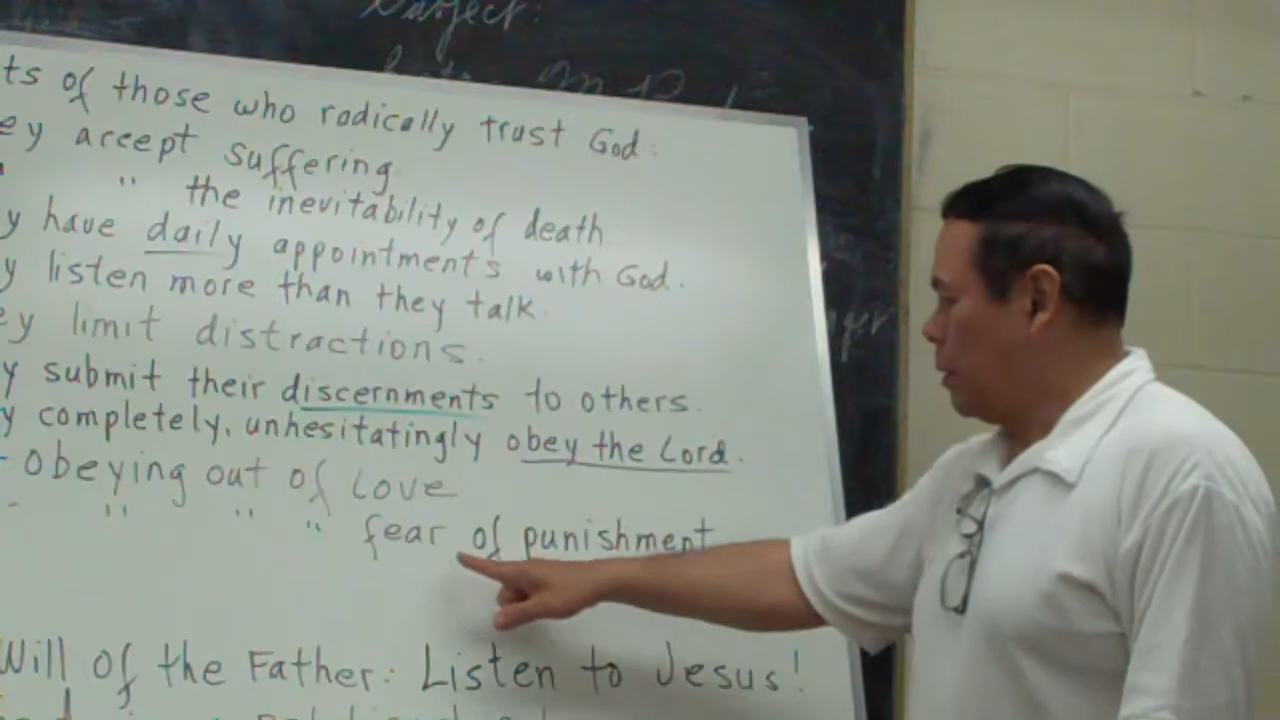 Subject:
ts of those who radically trust God:
ey accept suffering
" the inevitability of death
y have daily appointments with God.
y listen more than they talk.
ey limit distractions.
y submit their discernments to others.
y completely, unhesitatingly obey the Lord.
- obeying out of love
- " " " fear of punishment
Will of the Father: Listen to Jesus!